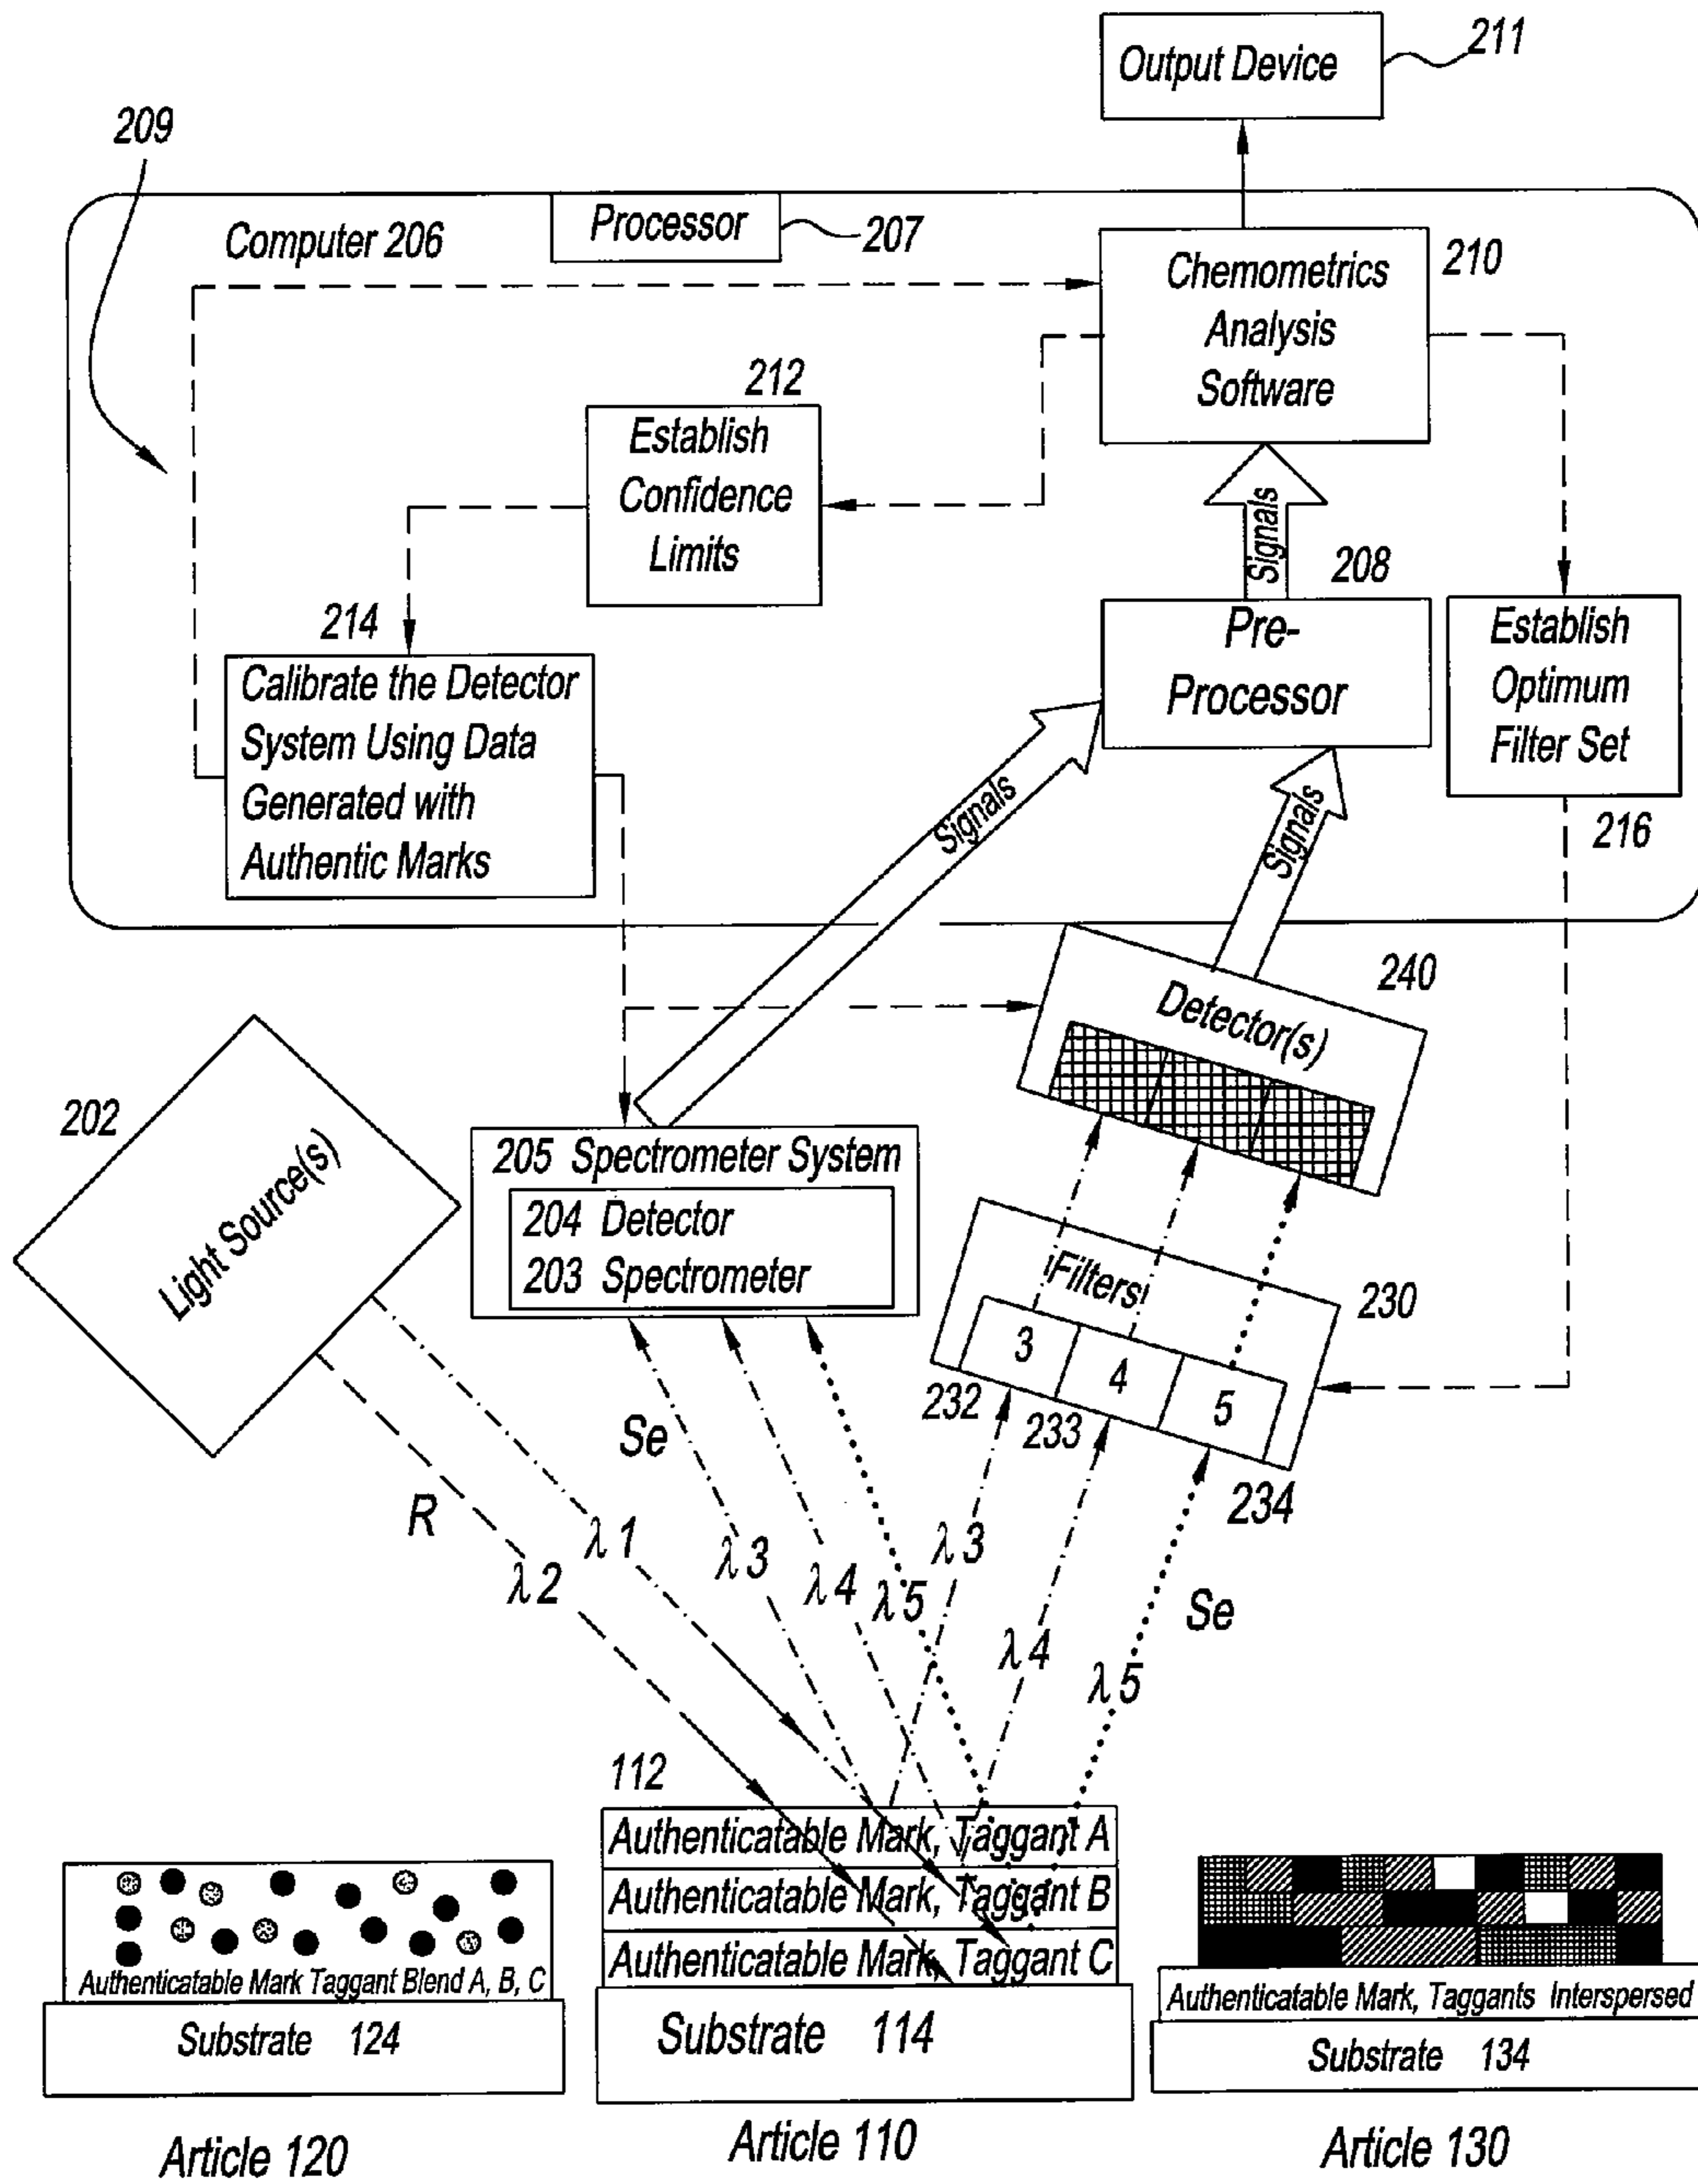 Output Device
211
209
Computer 206
Processor
207
Chemometrics
Analysis
Software
210
212
Establish
Confidence
Limits
Signals
208
Pre-
Processor
Establish
Optimum
Filter Set
216
214
Calibrate the Detector
System Using Data
Generated with
Authentic Marks
Signals
Signals
240
Detector(s)
202
Light Source(s)
205 Spectrometer System
204 Detector
203 Spectrometer
Filters
230
3
4
5
232
233
234
Se
R
λ1
λ2
λ3
λ4
λ5
λ3
λ4
λ5
Se
112
Authenticatable Mark, Taggant A
Authenticatable Mark, Taggant B
Authenticatable Mark, Taggant C
Substrate 114
Article 110
Authenticatable Mark Taggant Blend A, B, C
Substrate 124
Article 120
Authenticatable Mark, Taggants Interspersed
Substrate 134
Article 130